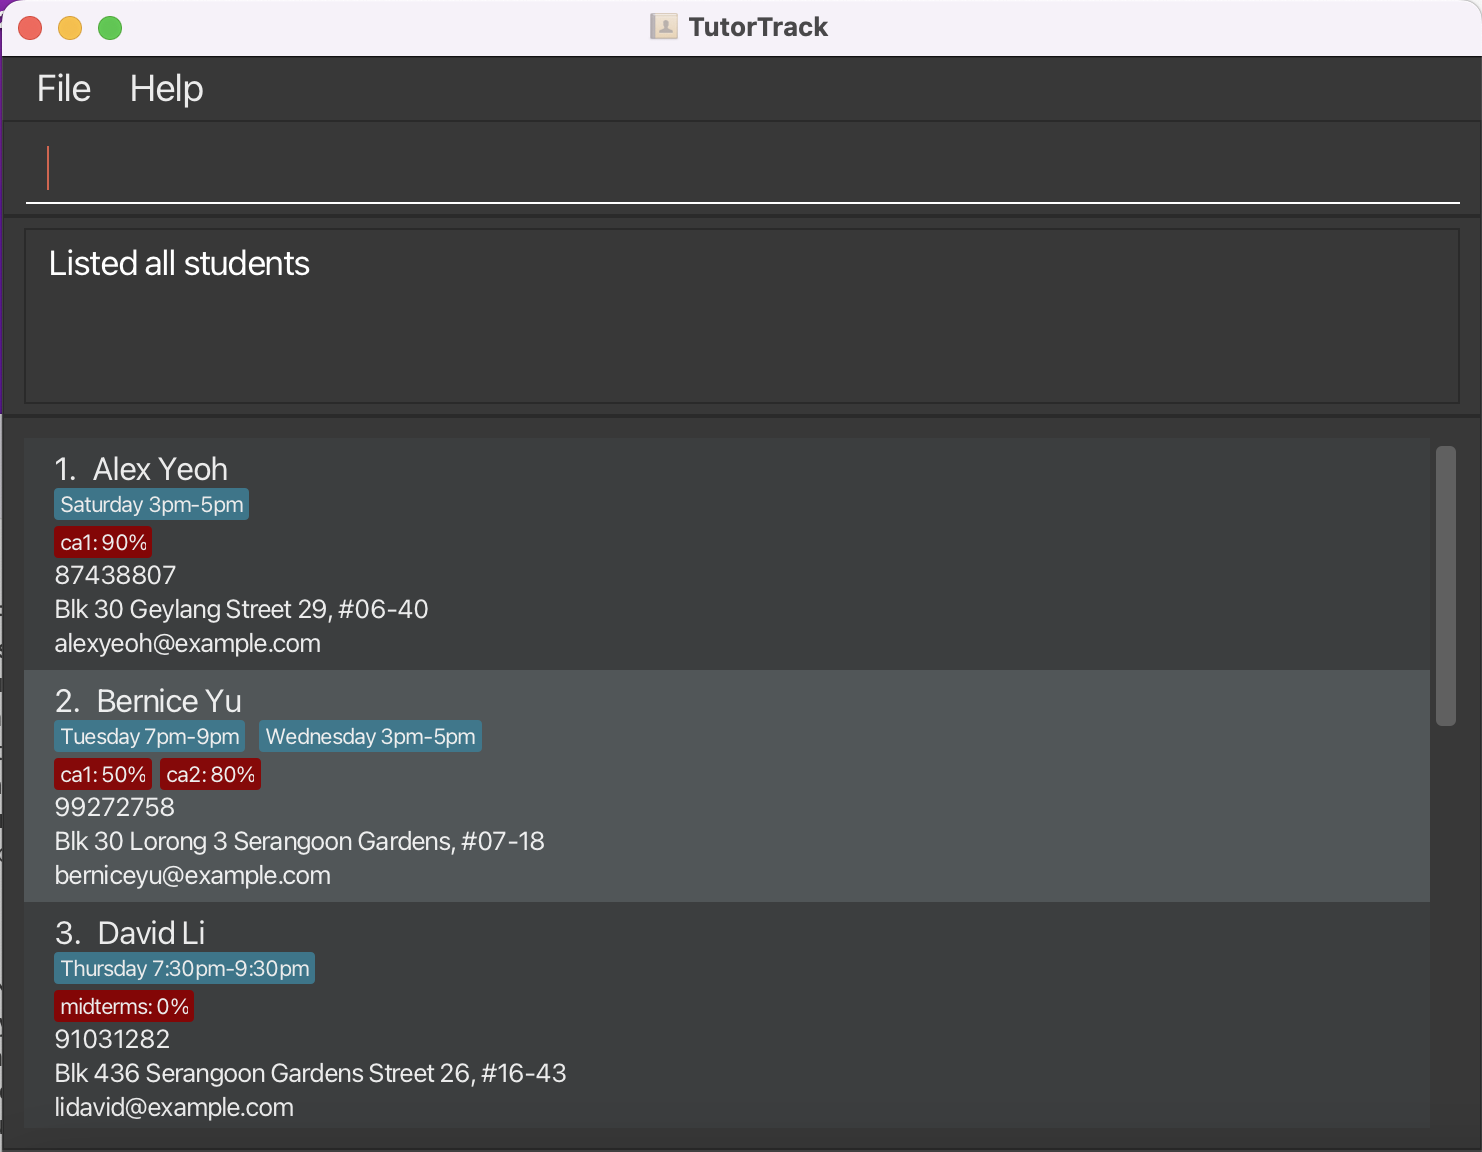 TutorTrack
File Help
Listed all students
1. Alex Yeoh
Saturday 3pm-5pm
ca1: 90%
87438807
Blk 30 Geylang Street 29, #06-40
alexyeoh@example.com
2. Bernice Yu
Tuesday 7pm-9pm Wednesday 3pm-5pm
ca1: 50% ca2: 80%
99272758
Blk 30 Lorong 3 Serangoon Gardens, #07-18
berniceyu@example.com
3. David Li
Thursday 7:30pm-9:30pm
midterms: 0%
91031282
Blk 436 Serangoon Gardens Street 26, #16-43
lidavid@example.com